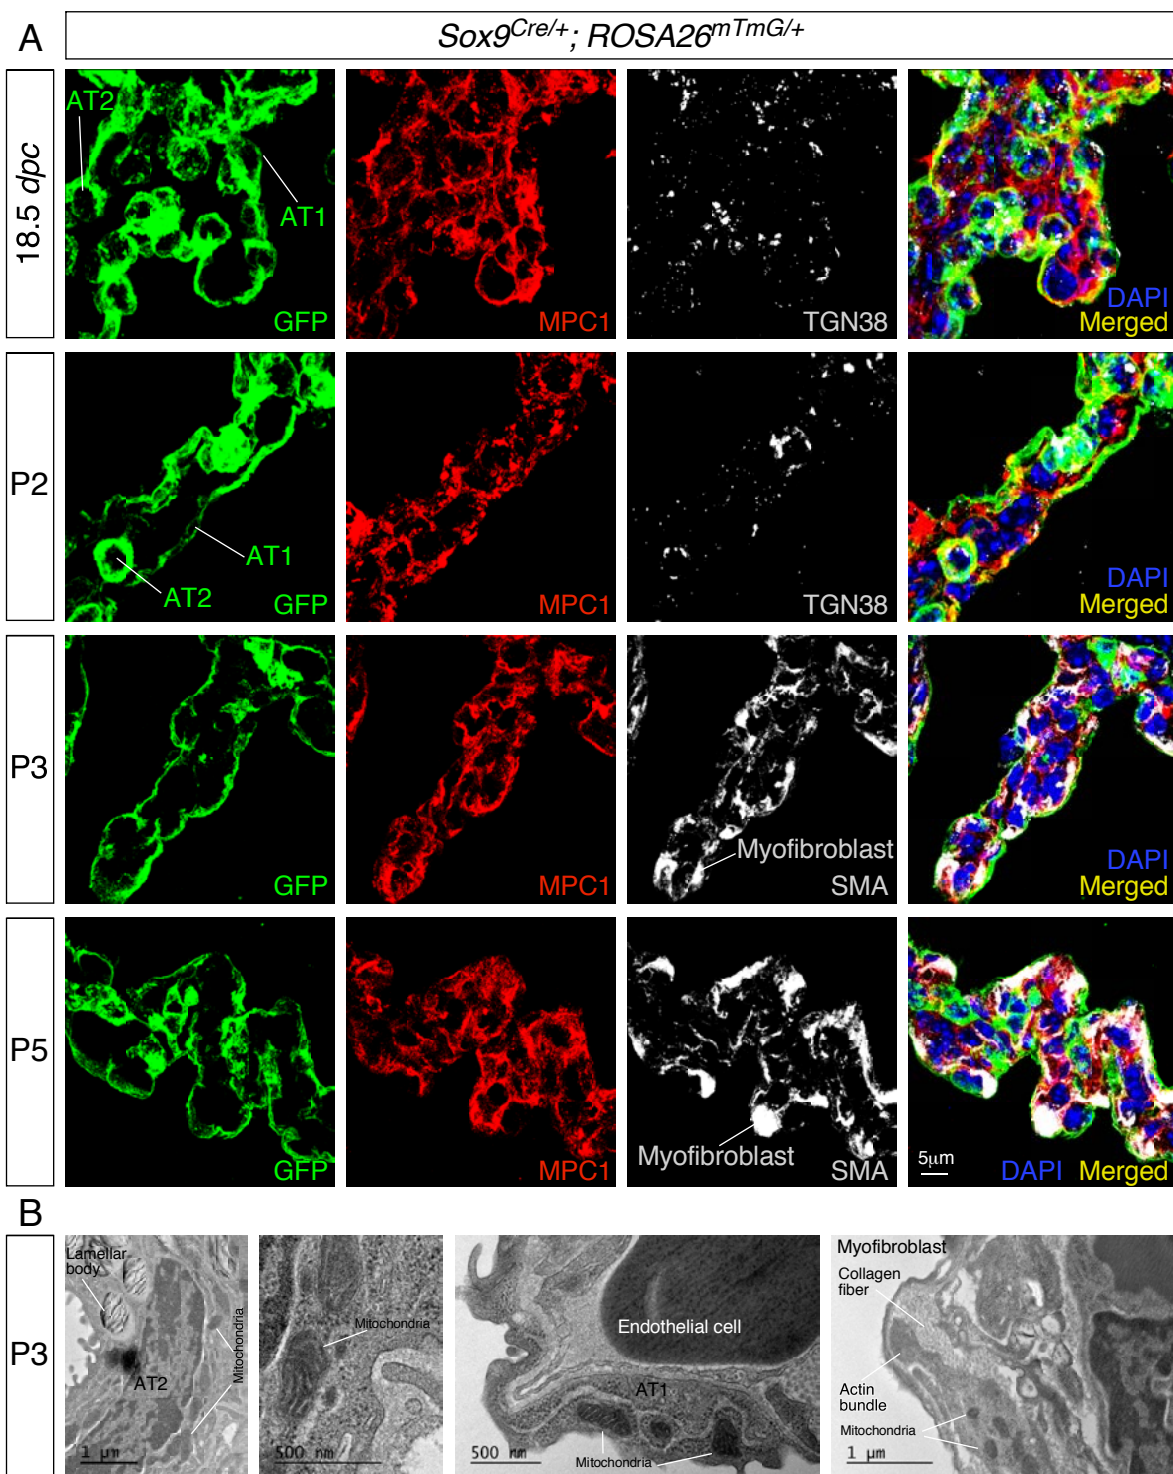 A
Sox9Cre/+; ROSA26mTmG/+
18.5 dpc
AT2
AT1
GFP
MPC1
TGN38
DAPI
Merged
P2
AT1
AT2
GFP
MPC1
TGN38
DAPI
Merged
P3
GFP
MPC1
Myofibroblast
SMA
DAPI
Merged
P5
GFP
MPC1
Myofibroblast
SMA
5μm
DAPI Merged
B
P3
Lamellar
body
Mitochondria
AT2
1 μm
Mitochondria
500 nm
Endothelial cell
AT1
500 nm
Mitochondria
Myofibroblast
Collagen
fiber
Actin
bundle
Mitochondria
1 μm